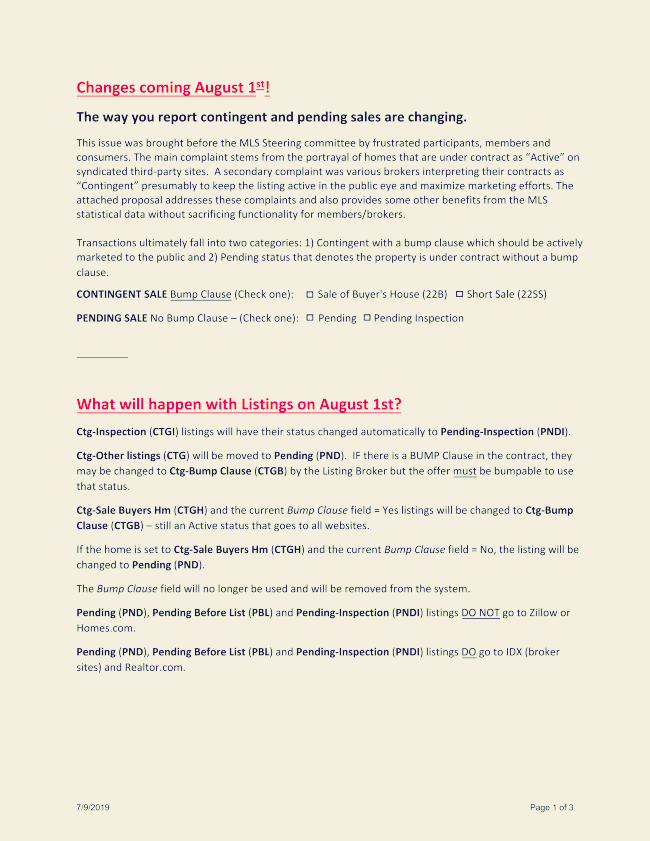 Changes coming August 1st!
The way you report contingent and pending sales are changing.
This issue was brought before the MLS Steering committee by frustrated participants, members and
consumers. The main complaint stems from the portrayal of homes that are under contract as “Active” on
syndicated third-party sites.  A secondary complaint was various brokers interpreting their contracts as
“Contingent” presumably to keep the listing active in the public eye and maximize marketing efforts. The
attached proposal addresses these complaints and also provides some other benefits from the MLS
statistical data without sacrificing functionality for members/brokers.
Transactions ultimately fall into two categories: 1) Contingent with a bump clause which should be actively
marketed to the public and 2) Pending status that denotes the property is under contract without a bump
clause.
CONTINGENT SALE Bump Clause (Check one): ☐ Sale of Buyer's House (22B) ☐ Short Sale (22SS)
PENDING SALE No Bump Clause – (Check one): ☐ Pending ☐ Pending Inspection
What will happen with Listings on August 1st?
Ctg-Inspection (CTGI) listings will have their status changed automatically to Pending-Inspection (PNDI).
Ctg-Other listings (CTG) will be moved to Pending (PND).  IF there is a BUMP Clause in the contract, they
may be changed to Ctg-Bump Clause (CTGB) by the Listing Broker but the offer must be bumpable to use
that status.
Ctg-Sale Buyers Hm (CTGH) and the current Bump Clause field = Yes listings will be changed to Ctg-Bump
Clause (CTGB) – still an Active status that goes to all websites.
If the home is set to Ctg-Sale Buyers Hm (CTGH) and the current Bump Clause field = No, the listing will be
changed to Pending (PND).
The Bump Clause field will no longer be used and will be removed from the system.
Pending (PND), Pending Before List (PBL) and Pending-Inspection (PNDI) listings DO NOT go to Zillow or
Homes.com.
Pending (PND), Pending Before List (PBL) and Pending-Inspection (PNDI) listings DO go to IDX (broker
sites) and Realtor.com.
7/9/2019 Page 1 of 3